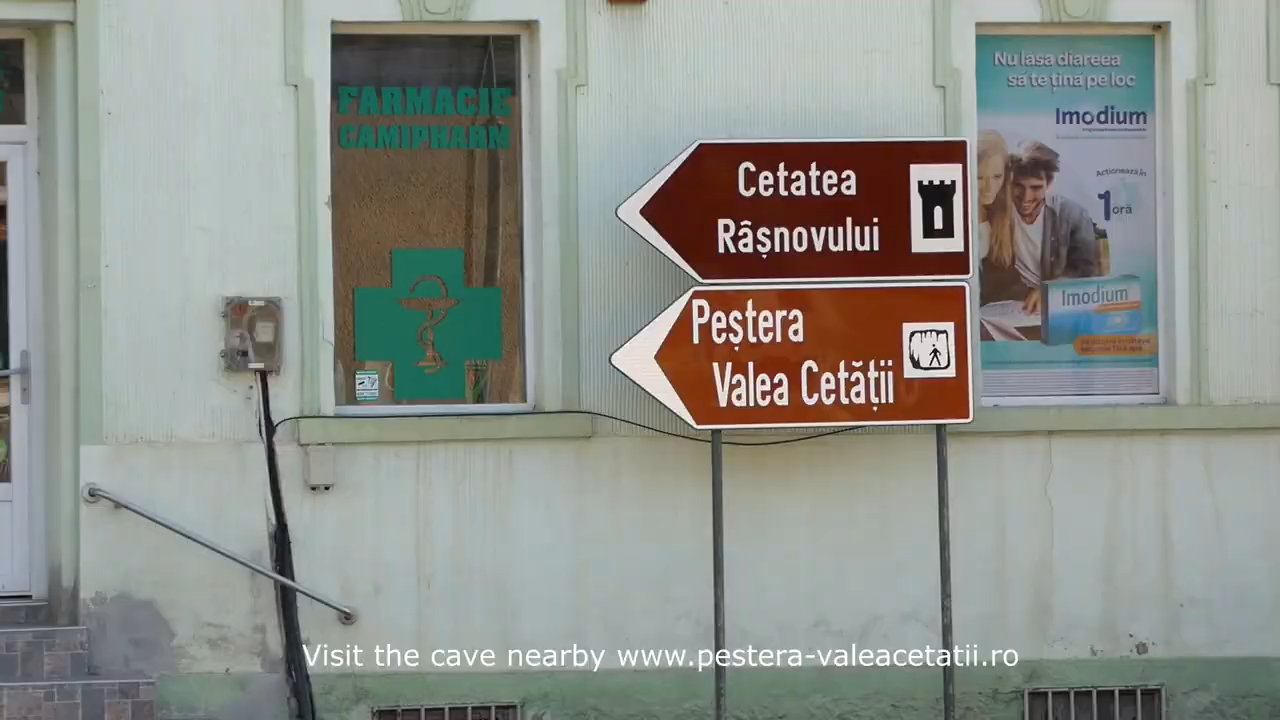 FARMACIE
CAMIPHARM
Cetatea
Râșnovului
Peștera
Valea Cetății
Nu lăsa diareea
să te țină pe loc
Imodium
Acționează în
1 oră
Imodium
Visit the cave nearby www.pestera-valeacetatii.ro